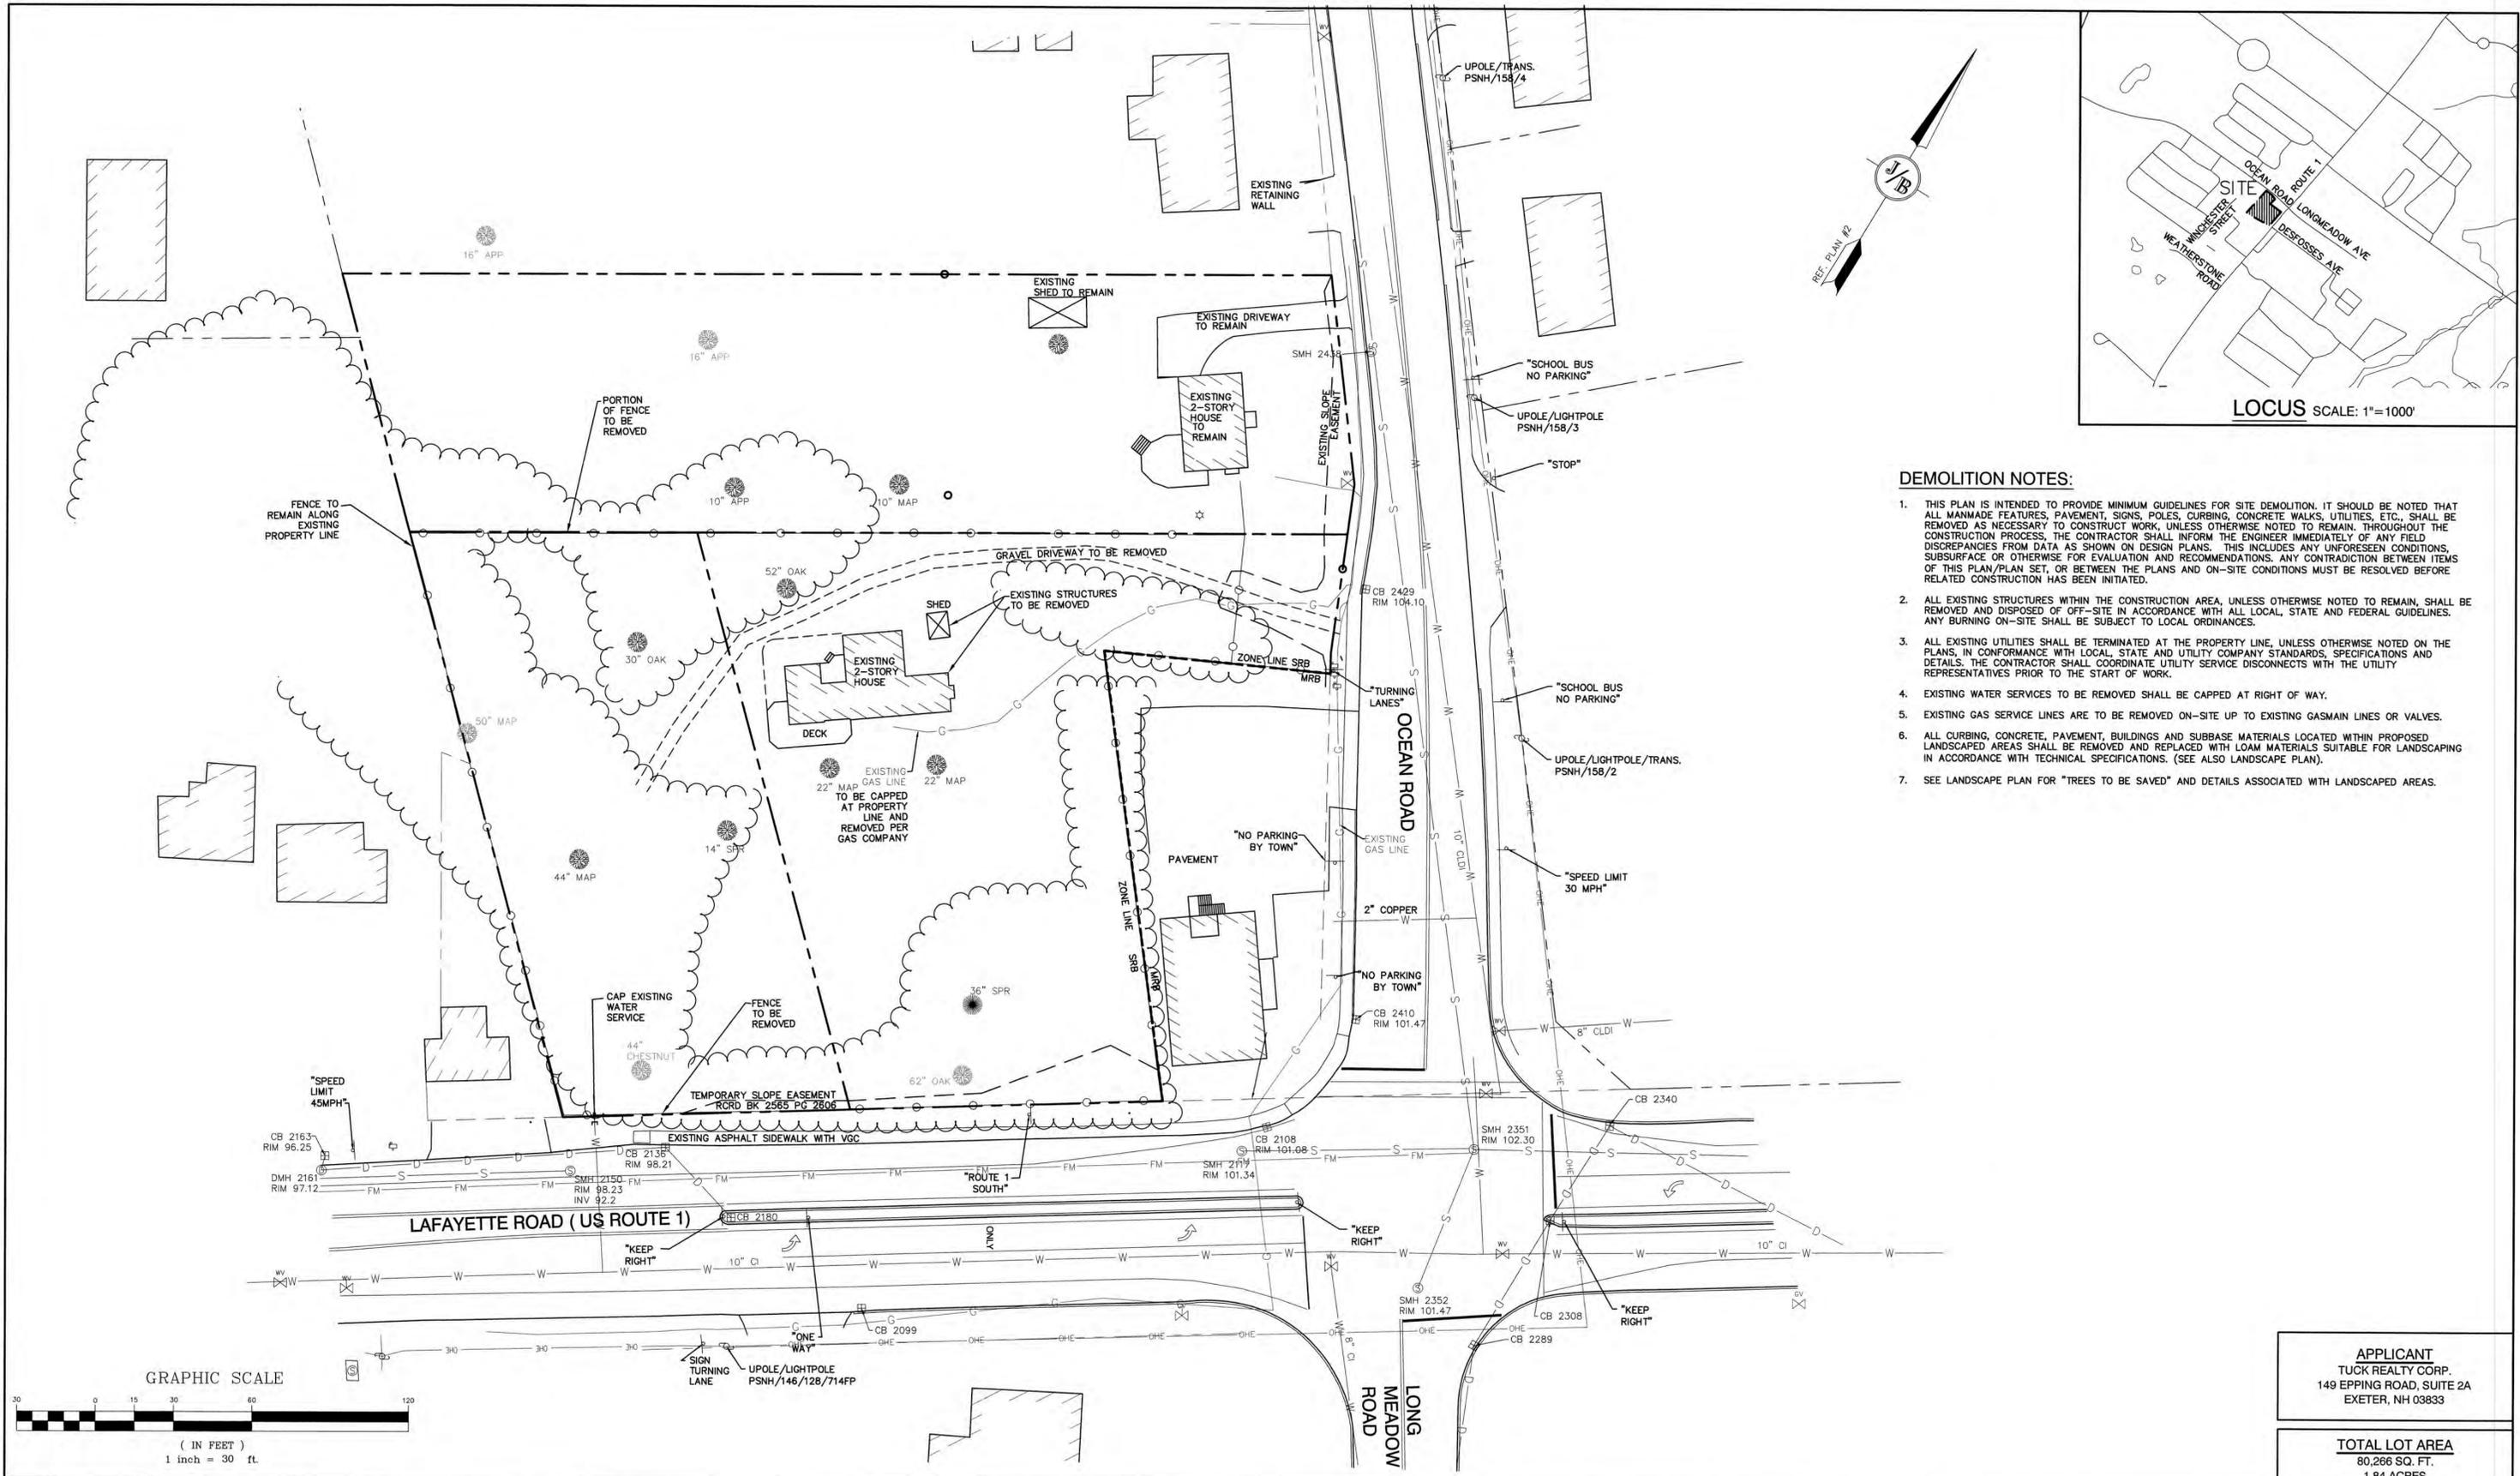 UPOLE/TRANS.
PSNH/158/4
EXISTING
RETAINING
WALL
16" APP
EXISTING
SHED TO REMAIN
EXISTING DRIVEWAY
TO REMAIN
16" APP
SMH 2438
"SCHOOL BUS
NO PARKING"
UPOLE/LIGHTPOLE
PSNH/158/3
"STOP"
EXISTING
2-STORY
HOUSE
TO
REMAIN
EXISTING SLOPE
EASEMENT
PORTION
OF FENCE
TO BE
REMOVED
10" APP
10" MAP
FENCE TO
REMAIN ALONG
EXISTING
PROPERTY LINE
GRAVEL DRIVEWAY TO BE REMOVED
52" OAK
SHED
EXISTING STRUCTURES
TO BE REMOVED
CB 2429
RIM 104.10
30" OAK
EXISTING
2-STORY
HOUSE
ZONE LINE SRB
MRB
"TURNING
LANES"
"SCHOOL BUS
NO PARKING"
50" MAP
DECK
OCEAN ROAD
UPOLE/LIGHTPOLE/TRANS.
PSNH/158/2
22" MAP
EXISTING
GAS LINE
22" MAP
TO BE CAPPED
AT PROPERTY
LINE AND
REMOVED PER
GAS COMPANY
14" SPR
44" MAP
PAVEMENT
"NO PARKING
BY TOWN"
EXISTING
GAS LINE
10" CLDI
"SPEED LIMIT
30 MPH"
ZONE LINE SRB
MRB
2" COPPER
W
"NO PARKING
BY TOWN"
CB 2410
RIM 101.47
8" CLDI
CAP EXISTING
WATER
SERVICE
FENCE
TO BE
REMOVED
36" SPR
44"
CHESTNUT
62" OAK
TEMPORARY SLOPE EASEMENT
RCRD BK 2565 PG 2606
EXISTING ASPHALT SIDEWALK WITH VGC
"SPEED
LIMIT
45MPH"
CB 2163
RIM 96.25
DMH 2161
RIM 97.12
CB 2136
RIM 98.21
SMH 2150
RIM 98.23
INV 92.2
"ROUTE 1
SOUTH"
CB 2108
RIM 101.08
SMH 2117
RIM 101.34
SMH 2351
RIM 102.30
CB 2340
LAFAYETTE ROAD ( US ROUTE 1)
CB 2180
"KEEP
RIGHT"
ONLY
"KEEP
RIGHT"
10" CI
10" CI
SMH 2352
RIM 101.47
CB 2308
"KEEP
RIGHT"
CB 2289
CB 2099
"ONE
WAY"
SIGN
TURNING
LANE
UPOLE/LIGHTPOLE
PSNH/146/128/714FP
8" CI
LONG
MEADOW
ROAD
GRAPHIC SCALE
30 0 15 30 60 120
( IN FEET )
1 inch = 30 ft.
J/B
REF. PLAN #2
OCEAN ROAD
ROUTE 1
SITE
LONGMEADOW AVE
WINCHESTER
STREET
DESFOSSES AVE
WEATHERSTONE
ROAD
LOCUS SCALE: 1"=1000'
DEMOLITION NOTES:
1. THIS PLAN IS INTENDED TO PROVIDE MINIMUM GUIDELINES FOR SITE DEMOLITION. IT SHOULD BE NOTED THAT
ALL MANMADE FEATURES, PAVEMENT, SIGNS, POLES, CURBING, CONCRETE WALKS, UTILITIES, ETC., SHALL BE
REMOVED AS NECESSARY TO CONSTRUCT WORK, UNLESS OTHERWISE NOTED TO REMAIN. THROUGHOUT THE
CONSTRUCTION PROCESS, THE CONTRACTOR SHALL INFORM THE ENGINEER IMMEDIATELY OF ANY FIELD
DISCREPANCIES FROM DATA AS SHOWN ON DESIGN PLANS. THIS INCLUDES ANY UNFORESEEN CONDITIONS,
SUBSURFACE OR OTHERWISE FOR EVALUATION AND RECOMMENDATIONS. ANY CONTRADICTION BETWEEN ITEMS
OF THIS PLAN/PLAN SET, OR BETWEEN THE PLANS AND ON-SITE CONDITIONS MUST BE RESOLVED BEFORE
RELATED CONSTRUCTION HAS BEEN INITIATED.
2. ALL EXISTING STRUCTURES WITHIN THE CONSTRUCTION AREA, UNLESS OTHERWISE NOTED TO REMAIN, SHALL BE
REMOVED AND DISPOSED OF OFF-SITE IN ACCORDANCE WITH ALL LOCAL, STATE AND FEDERAL GUIDELINES.
ANY BURNING ON-SITE SHALL BE SUBJECT TO LOCAL ORDINANCES.
3. ALL EXISTING UTILITIES SHALL BE TERMINATED AT THE PROPERTY LINE, UNLESS OTHERWISE NOTED ON THE
PLANS, IN CONFORMANCE WITH LOCAL, STATE AND UTILITY COMPANY STANDARDS, SPECIFICATIONS AND
DETAILS. THE CONTRACTOR SHALL COORDINATE UTILITY SERVICE DISCONNECTS WITH THE UTILITY
REPRESENTATIVES PRIOR TO THE START OF WORK.
4. EXISTING WATER SERVICES TO BE REMOVED SHALL BE CAPPED AT RIGHT OF WAY.
5. EXISTING GAS SERVICE LINES ARE TO BE REMOVED ON-SITE UP TO EXISTING GASMAIN LINES OR VALVES.
6. ALL CURBING, CONCRETE, PAVEMENT, BUILDINGS AND SUBBASE MATERIALS LOCATED WITHIN PROPOSED
LANDSCAPED AREAS SHALL BE REMOVED AND REPLACED WITH LOAM MATERIALS SUITABLE FOR LANDSCAPING
IN ACCORDANCE WITH TECHNICAL SPECIFICATIONS. (SEE ALSO LANDSCAPE PLAN).
7. SEE LANDSCAPE PLAN FOR "TREES TO BE SAVED" AND DETAILS ASSOCIATED WITH LANDSCAPED AREAS.
APPLICANT
TUCK REALTY CORP.
149 EPPING ROAD, SUITE 2A
EXETER, NH 03833
TOTAL LOT AREA
80,266 SQ. FT.
1.84 ACRES